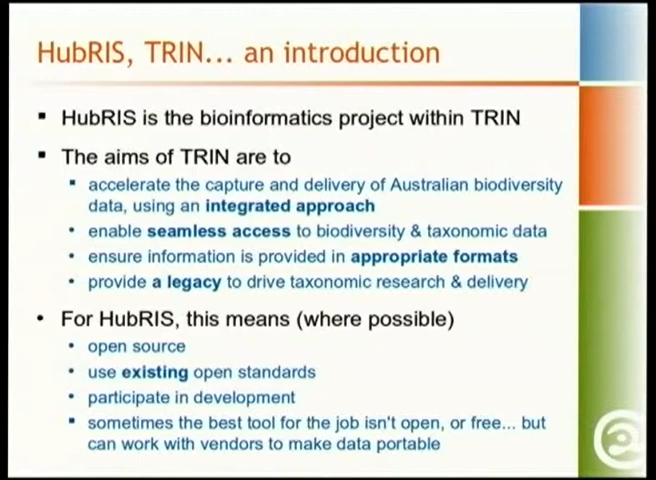 HubRIS, TRIN... an introduction
▪ HubRIS is the bioinformatics project within TRIN
▪ The aims of TRIN are to
▪ accelerate the capture and delivery of Australian biodiversity
data, using an integrated approach
• enable seamless access to biodiversity & taxonomic data
• ensure information is provided in appropriate formats
• provide a legacy to drive taxonomic research & delivery
• For HubRIS, this means (where possible)
• open source
• use existing open standards
• participate in development
▪ sometimes the best tool for the job isn't open, or free... but
can work with vendors to make data portable